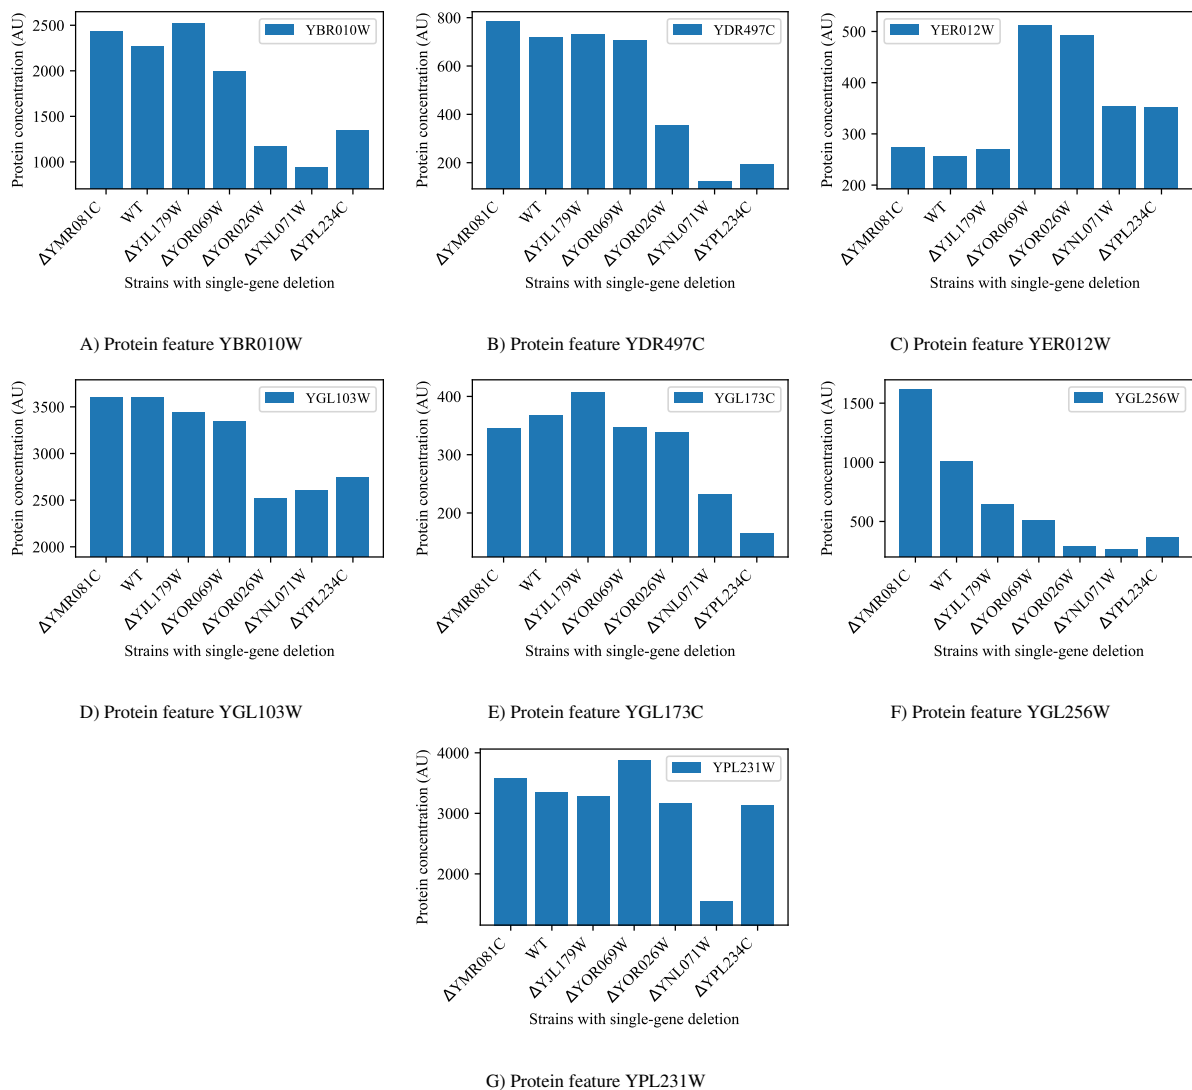 Protein concentration (AU)
2500
2000
1500
1000
YBR010W
ΔYMR081C
WT
ΔYJL179W
ΔYOR069W
ΔYOR026W
ΔYNL071W
ΔYPL234C
Strains with single-gene deletion
A) Protein feature YBR010W
Protein concentration (AU)
800
600
400
200
YDR497C
ΔYMR081C
WT
ΔYJL179W
ΔYOR069W
ΔYOR026W
ΔYNL071W
ΔYPL234C
Strains with single-gene deletion
B) Protein feature YDR497C
Protein concentration (AU)
500
400
300
200
YER012W
ΔYMR081C
WT
ΔYJL179W
ΔYOR069W
ΔYOR026W
ΔYNL071W
ΔYPL234C
Strains with single-gene deletion
C) Protein feature YER012W
Protein concentration (AU)
3500
3000
2500
2000
YGL103W
ΔYMR081C
WT
ΔYJL179W
ΔYOR069W
ΔYOR026W
ΔYNL071W
ΔYPL234C
Strains with single-gene deletion
D) Protein feature YGL103W
Protein concentration (AU)
400
300
200
YGL173C
ΔYMR081C
WT
ΔYJL179W
ΔYOR069W
ΔYOR026W
ΔYNL071W
ΔYPL234C
Strains with single-gene deletion
E) Protein feature YGL173C
Protein concentration (AU)
1500
1000
500
YGL256W
ΔYMR081C
WT
ΔYJL179W
ΔYOR069W
ΔYOR026W
ΔYNL071W
ΔYPL234C
Strains with single-gene deletion
F) Protein feature YGL256W
Protein concentration (AU)
4000
3000
2000
YPL231W
ΔYMR081C
WT
ΔYJL179W
ΔYOR069W
ΔYOR026W
ΔYNL071W
ΔYPL234C
Strains with single-gene deletion
G) Protein feature YPL231W